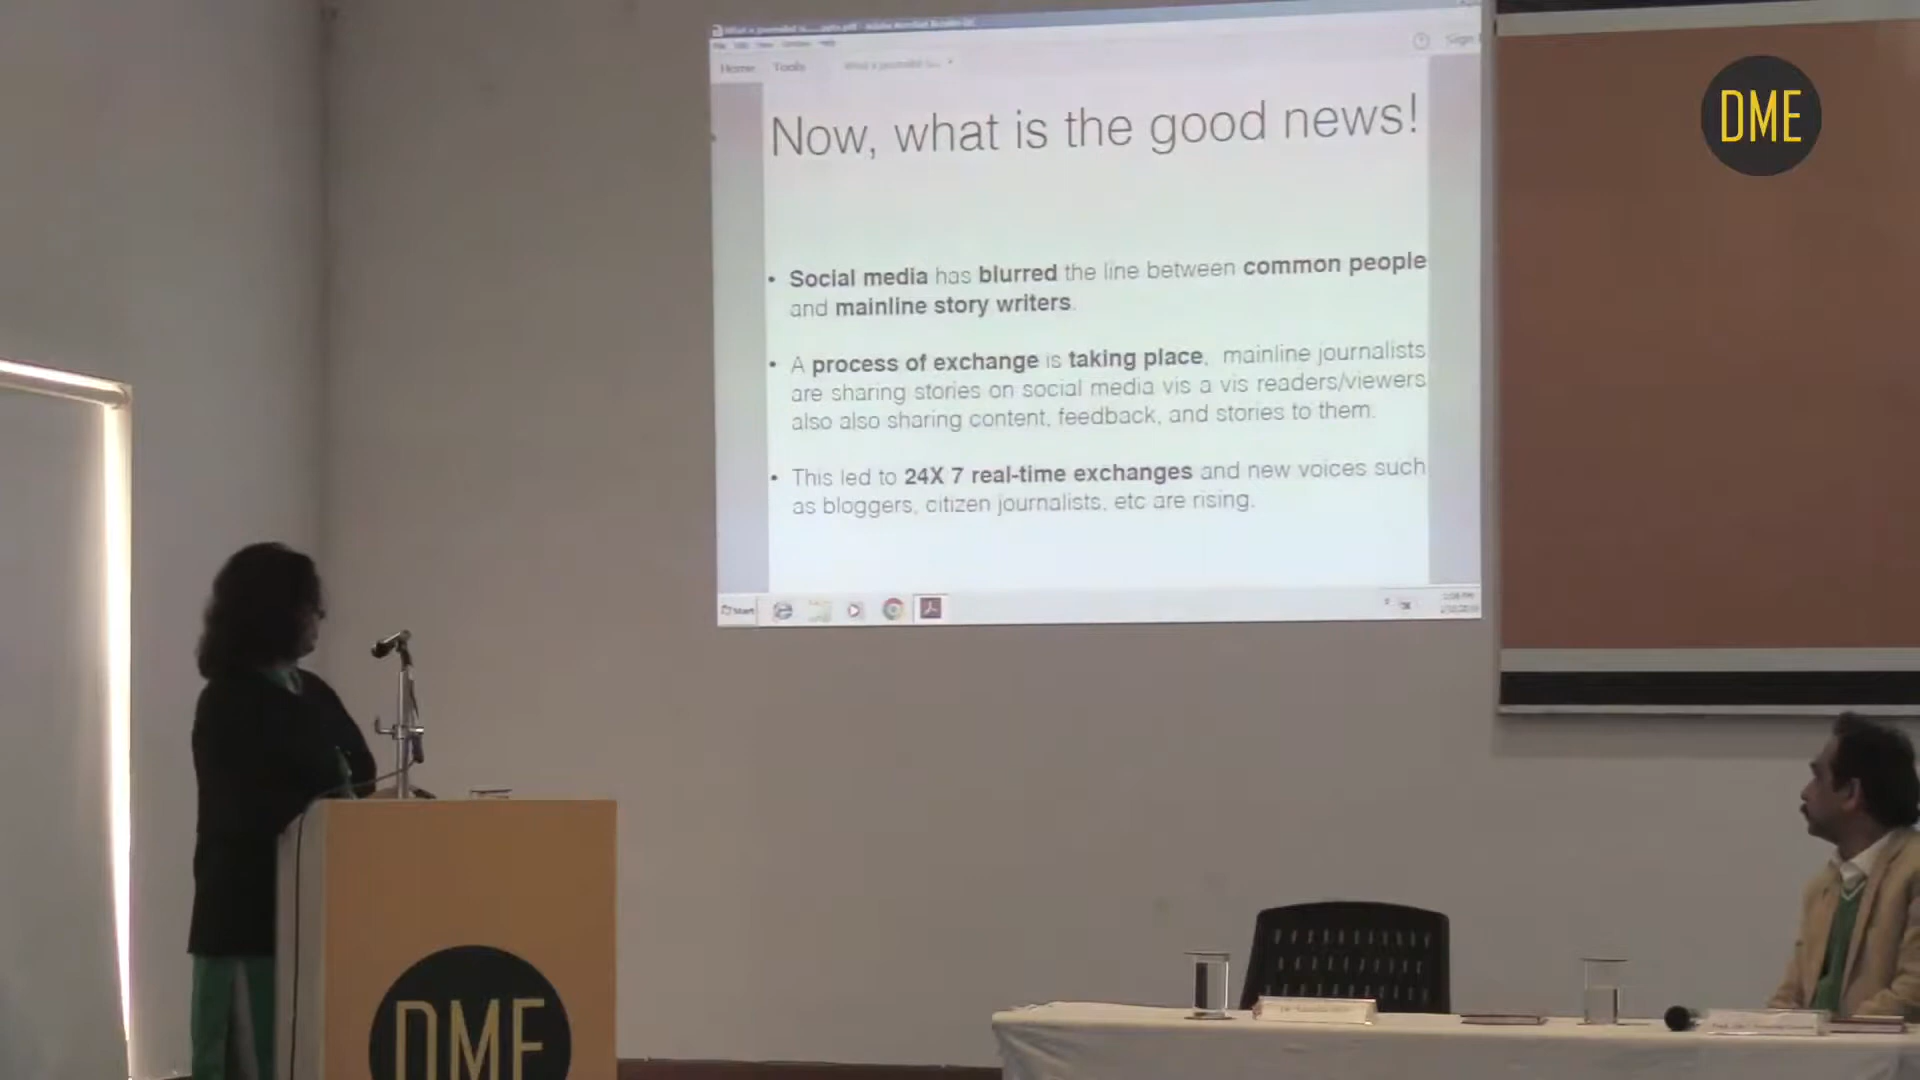 Home Tools
Sign
Now, what is the good news!
• Social media has blurred the line between common people
and mainline story writers.
• A process of exchange is taking place, mainline journalists
are sharing stories on social media vis a vis readers/viewers
also also sharing content, feedback, and stories to them.
• This led to 24X 7 real-time exchanges and new voices such
as bloggers, citizen journalists, etc are rising.
Start
DME
DME